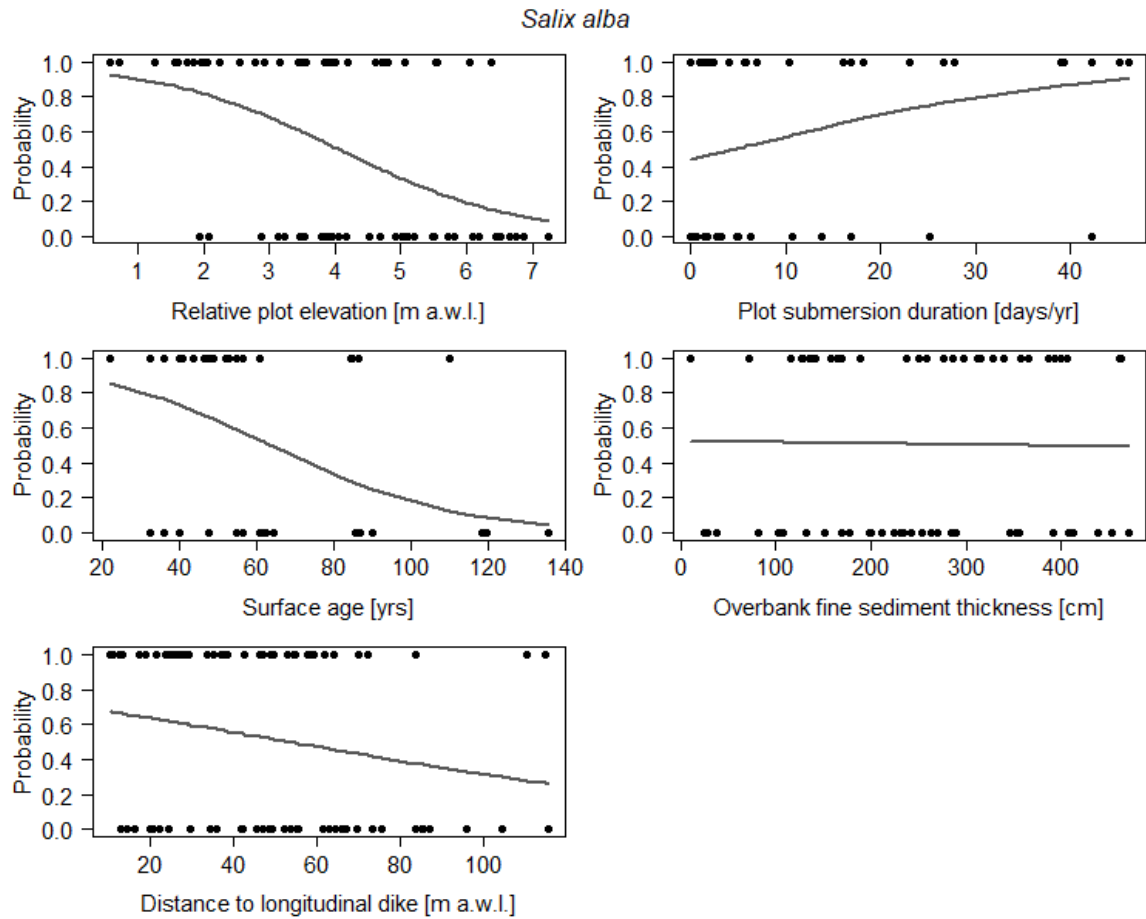 Salix alba
1.0
0.8
0.6
0.4
0.2
0.0
Probability
1 2 3 4 5 6 7
Relative plot elevation [m a.w.l.]
1.0
0.8
0.6
0.4
0.2
0.0
Probability
0 10 20 30 40
Plot submersion duration [days/yr]
1.0
0.8
0.6
0.4
0.2
0.0
Probability
20 40 60 80 100 120 140
Surface age [yrs]
1.0
0.8
0.6
0.4
0.2
0.0
Probability
0 100 200 300 400
Overbank fine sediment thickness [cm]
1.0
0.8
0.6
0.4
0.2
0.0
Probability
20 40 60 80 100
Distance to longitudinal dike [m a.w.l.]